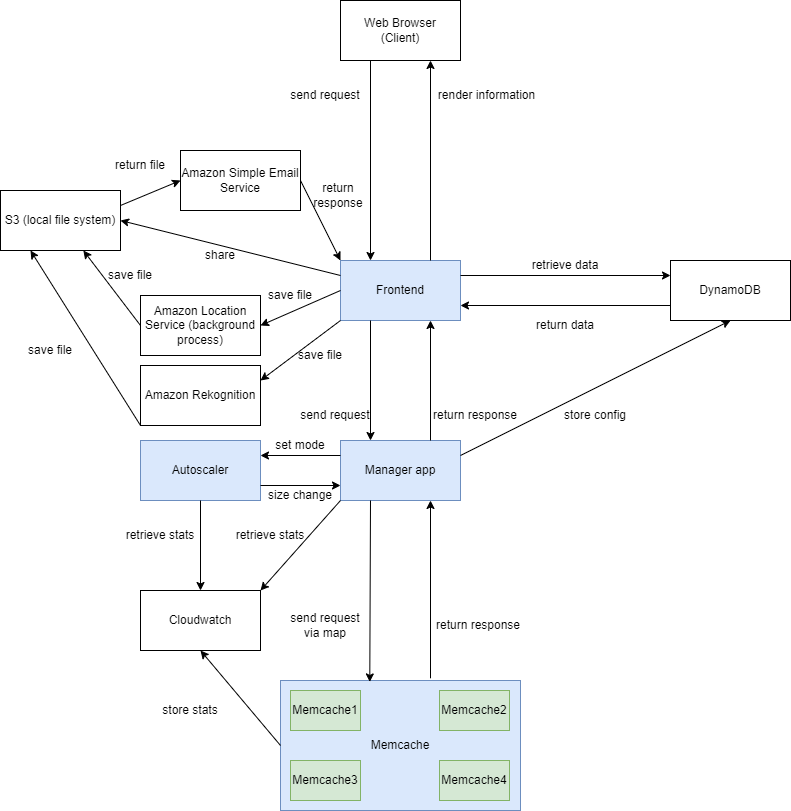 Web Browser
(Client)
send request
render information
return file
Amazon Simple Email
Service
return
response
S3 (local file system)
share
Frontend
retrieve data
DynamoDB
return data
save file
save file
Amazon Location
Service (background
process)
save file
save file
Amazon Rekognition
send request
return response
store config
set mode
Autoscaler
Manager app
size change
retrieve stats
retrieve stats
Cloudwatch
send request
via map
return response
store stats
Memcache1
Memcache2
Memcache
Memcache3
Memcache4